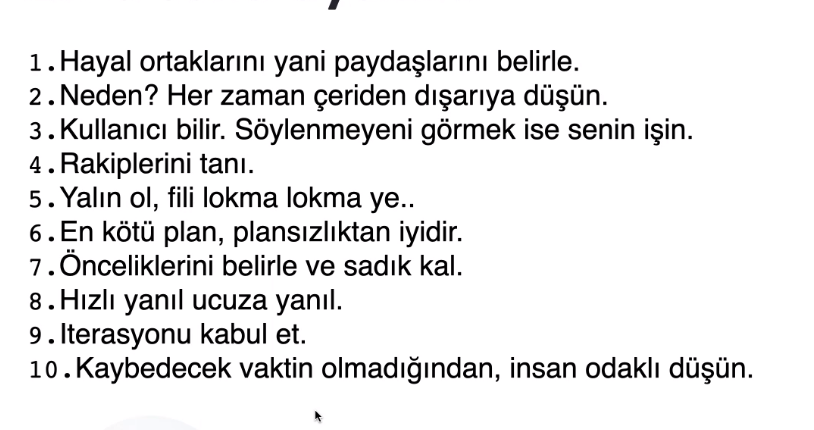 1.Hayal ortaklarını yani paydaşlarını belirle.
2.Neden? Her zaman çeriden dışarıya düşün.
3.Kullanıcı bilir. Söylenmeyeni görmek ise senin işin.
4.Rakiplerini tanı.
5.Yalın ol, fili lokma lokma ye..
6.En kötü plan, plansızlıktan iyidir.
7.Önceliklerini belirle ve sadık kal.
8.Hızlı yanıl ucuza yanıl.
9.Iterasyonu kabul et.
10.Kaybedecek vaktin olmadığından, insan odaklı düşün.